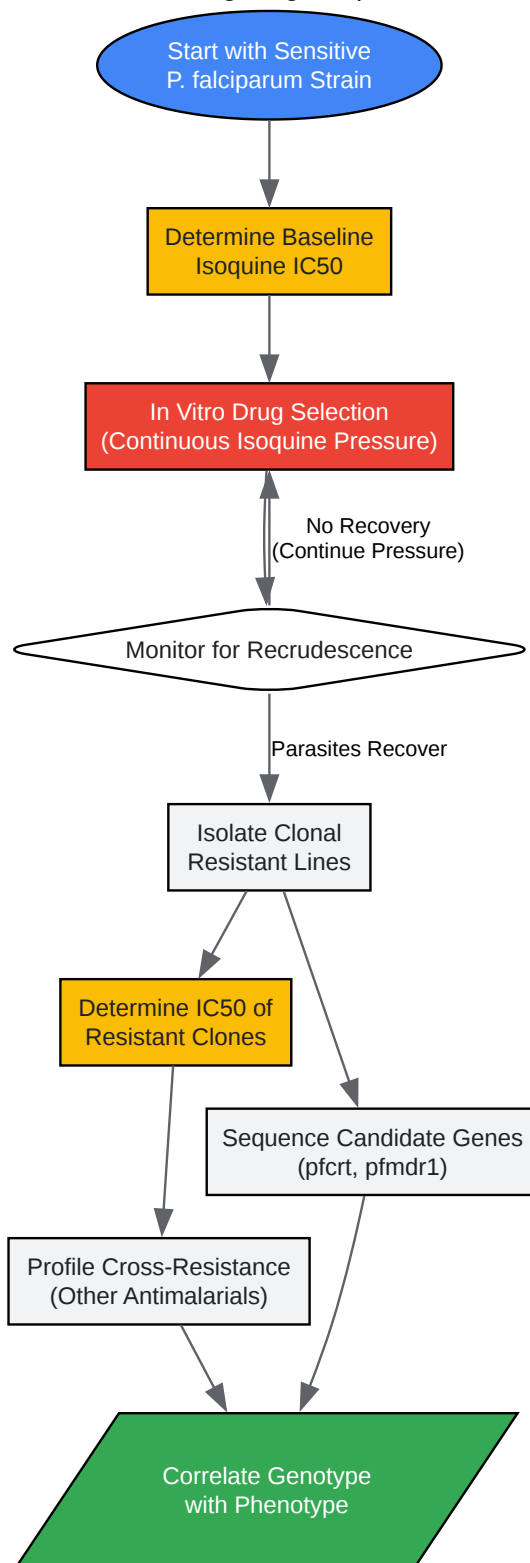 Start with Sensitive
P. falciparum Strain
Determine Baseline
Isoquine IC50
In Vitro Drug Selection
(Continuous Isoquine Pressure)
No Recovery
(Continue Pressure)
Monitor for Recrudescence
Parasites Recover
Isolate Clonal
Resistant Lines
Determine IC50 of
Resistant Clones
Sequence Candidate Genes
(pfcrt, pfmdr1)
Profile Cross-Resistance
(Other Antimalarials)
Correlate Genotype
with Phenotype